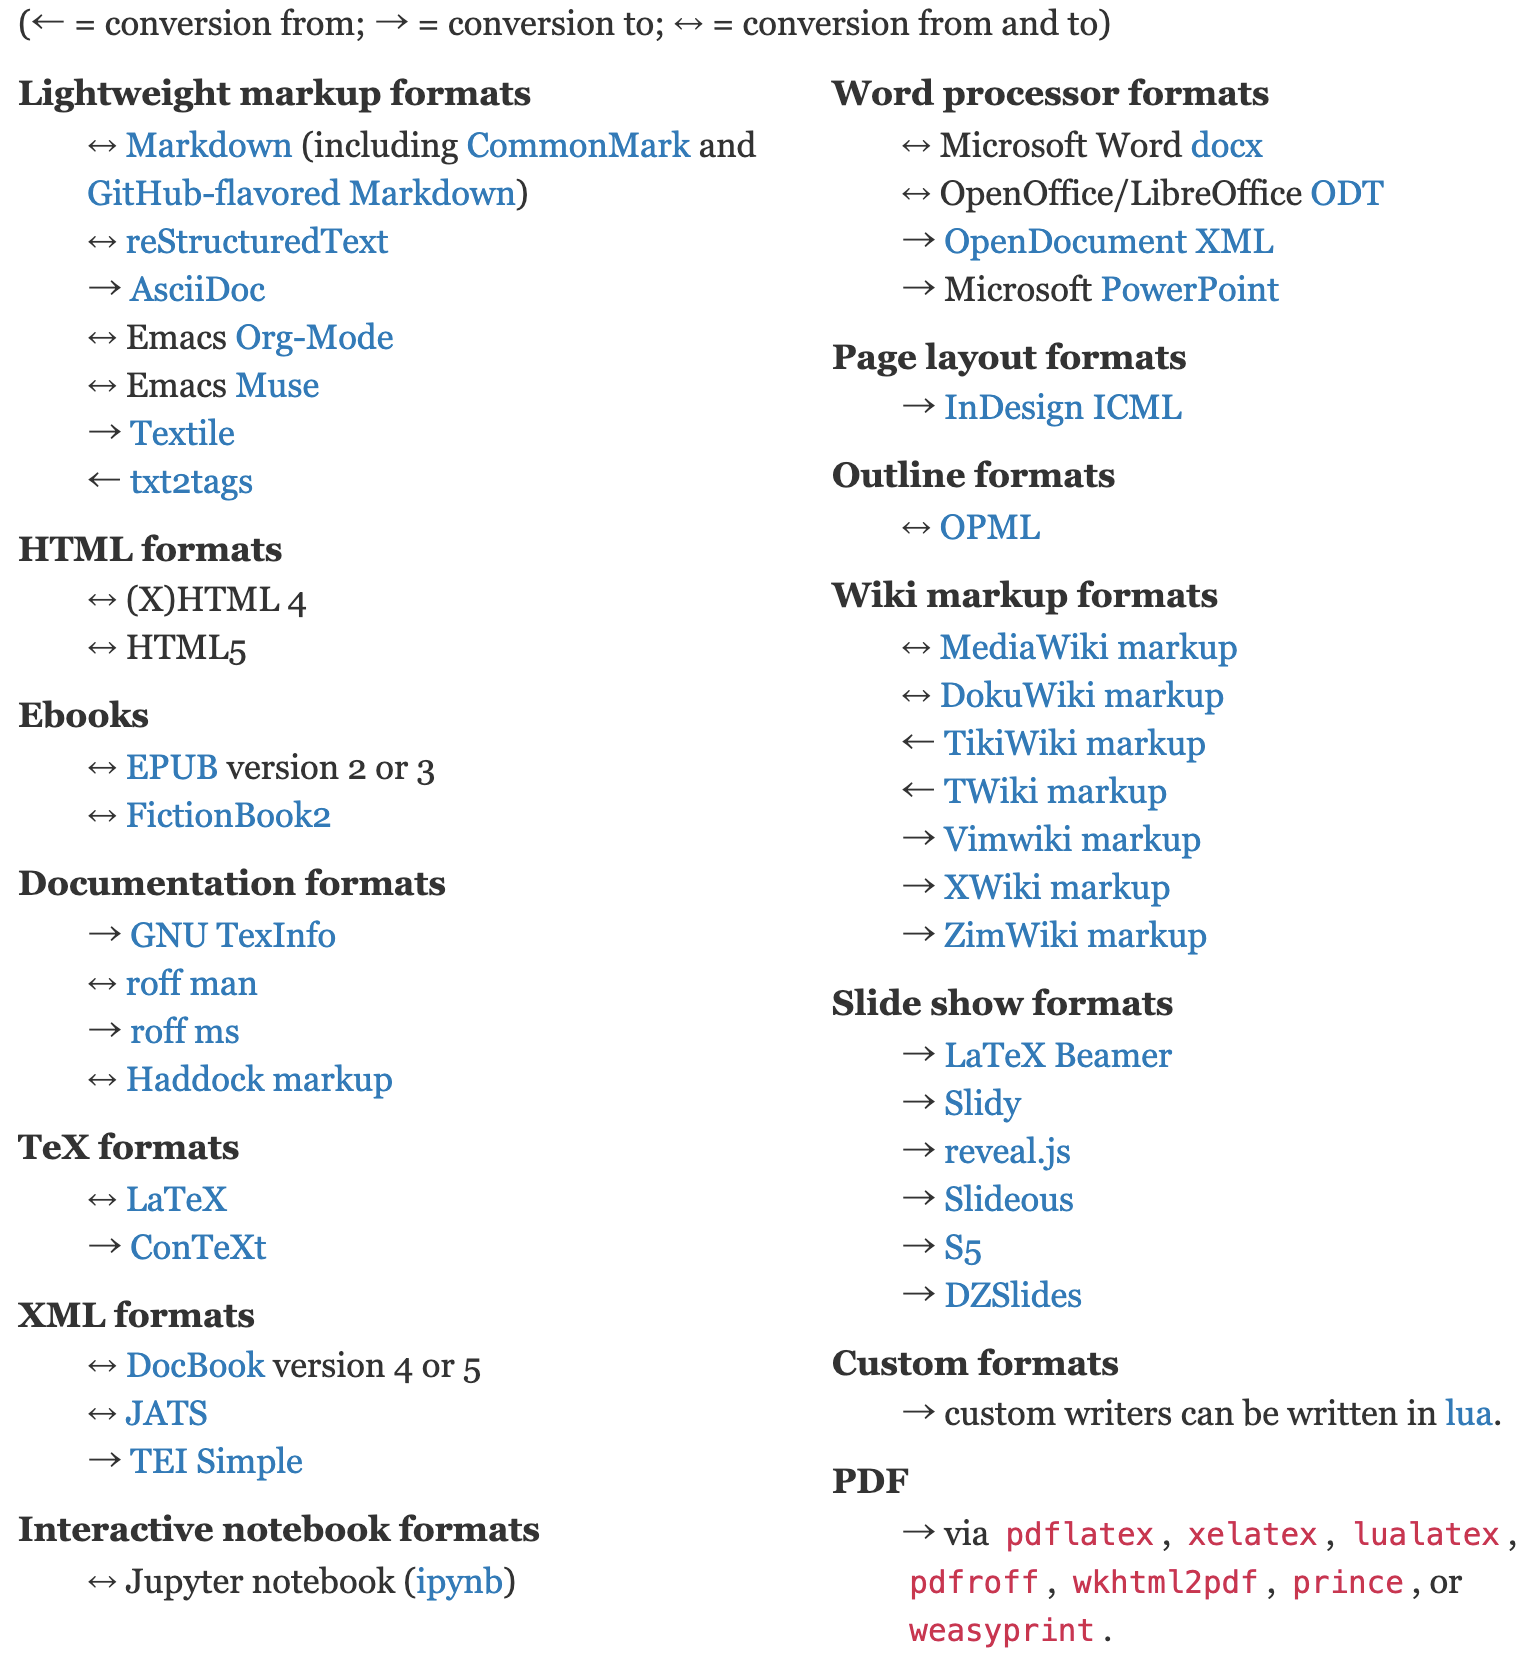 (← = conversion from; → = conversion to; ↔ = conversion from and to)
Lightweight markup formats
↔ Markdown (including CommonMark and
GitHub-flavored Markdown)
↔ reStructuredText
→ AsciiDoc
↔ Emacs Org-Mode
↔ Emacs Muse
→ Textile
← txt2tags
HTML formats
↔ (X)HTML 4
↔ HTML5
Ebooks
↔ EPUB version 2 or 3
↔ FictionBook2
Documentation formats
→ GNU TexInfo
↔ roff man
→ roff ms
↔ Haddock markup
TeX formats
↔ LaTeX
→ ConTeXt
XML formats
↔ DocBook version 4 or 5
↔ JATS
→ TEI Simple
Interactive notebook formats
↔ Jupyter notebook (ipynb)
Word processor formats
↔ Microsoft Word docx
↔ OpenOffice/LibreOffice ODT
→ OpenDocument XML
→ Microsoft PowerPoint
Page layout formats
→ InDesign ICML
Outline formats
↔ OPML
Wiki markup formats
↔ MediaWiki markup
↔ DokuWiki markup
← TikiWiki markup
← TWiki markup
→ Vimwiki markup
→ XWiki markup
→ ZimWiki markup
Slide show formats
→ LaTeX Beamer
→ Slidy
→ reveal.js
→ Slideous
→ S5
→ DZSlides
Custom formats
→ custom writers can be written in lua.
PDF
→ via pdflatex, xelatex, lualatex,
pdfroff, wkhtml2pdf, prince, or
weasyprint.